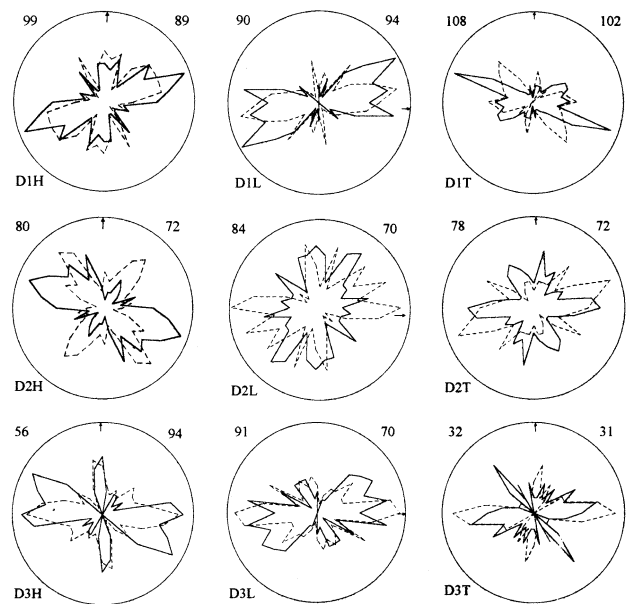 99 89 90 94 108 102
D1H D1L D1T
80 72 84 70 78 72
D2H D2L D2T
56 94 91 70 32 31
D3H D3L D3T